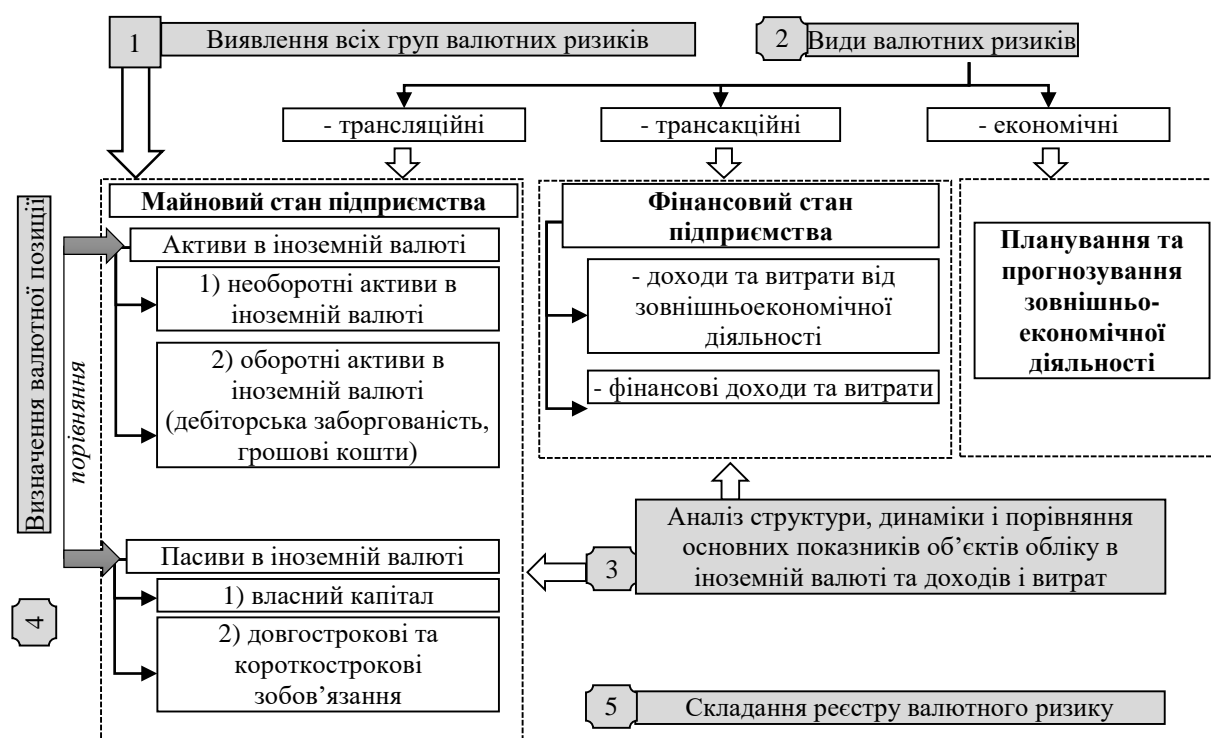 1
Виявлення всіх груп валютних ризиків
2
Види валютних ризиків
- трансляційні
- трансакційні
- економічні
Визначення валютної позиції
4
порівняння
Майновий стан підприємства
Активи в іноземній валюті
1) необоротні активи в
іноземній валюті
2) оборотні активи в
іноземній валюті
(дебіторська заборгованість,
грошові кошти)
Пасиви в іноземній валюті
1) власний капітал
2) довгострокові та
короткострокові
зобов’язання
Фінансовий стан
підприємства
- доходи та витрати від
зовнішньоекономічної
діяльності
- фінансові доходи та витрати
Планування та
прогнозування
зовнішньо-
економічної
діяльності
3
Аналіз структури, динаміки і порівняння
основних показників об’єктів обліку в
іноземній валюті та доходів і витрат
5
Складання реєстру валютного ризику